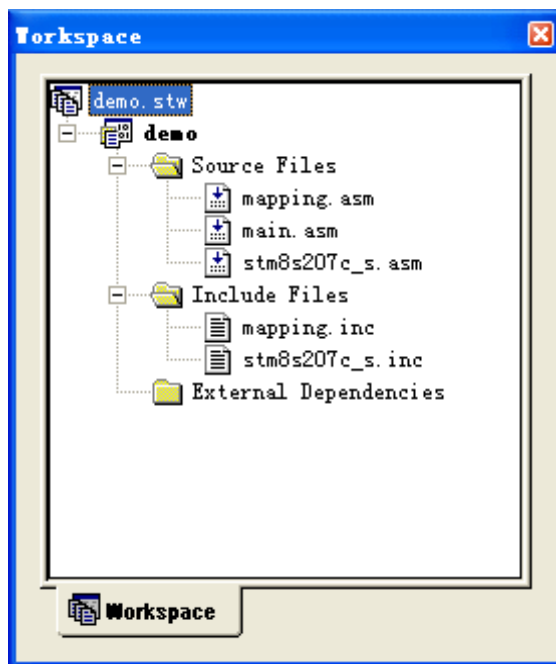 Workspace
demo.stw
demo
Source Files
mapping.asm
main.asm
stm8s207c_s.asm
Include Files
mapping.inc
stm8s207c_s.inc
External Dependencies
Workspace